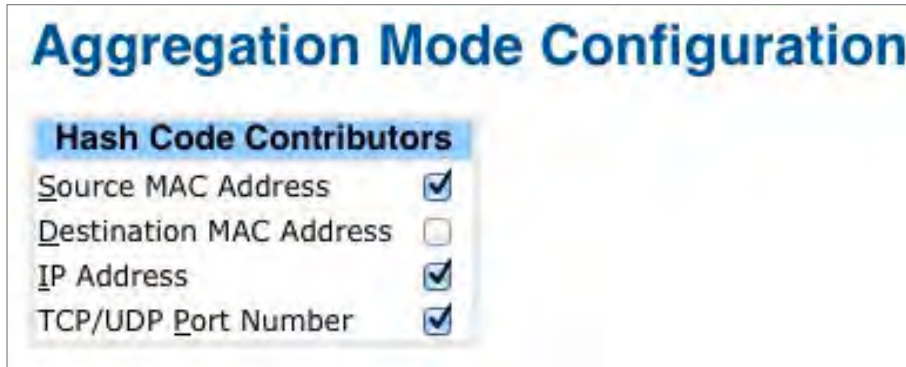 Aggregation Mode Configuration
Hash Code Contributors
Source MAC Address
Destination MAC Address
IP Address
TCP/UDP Port Number